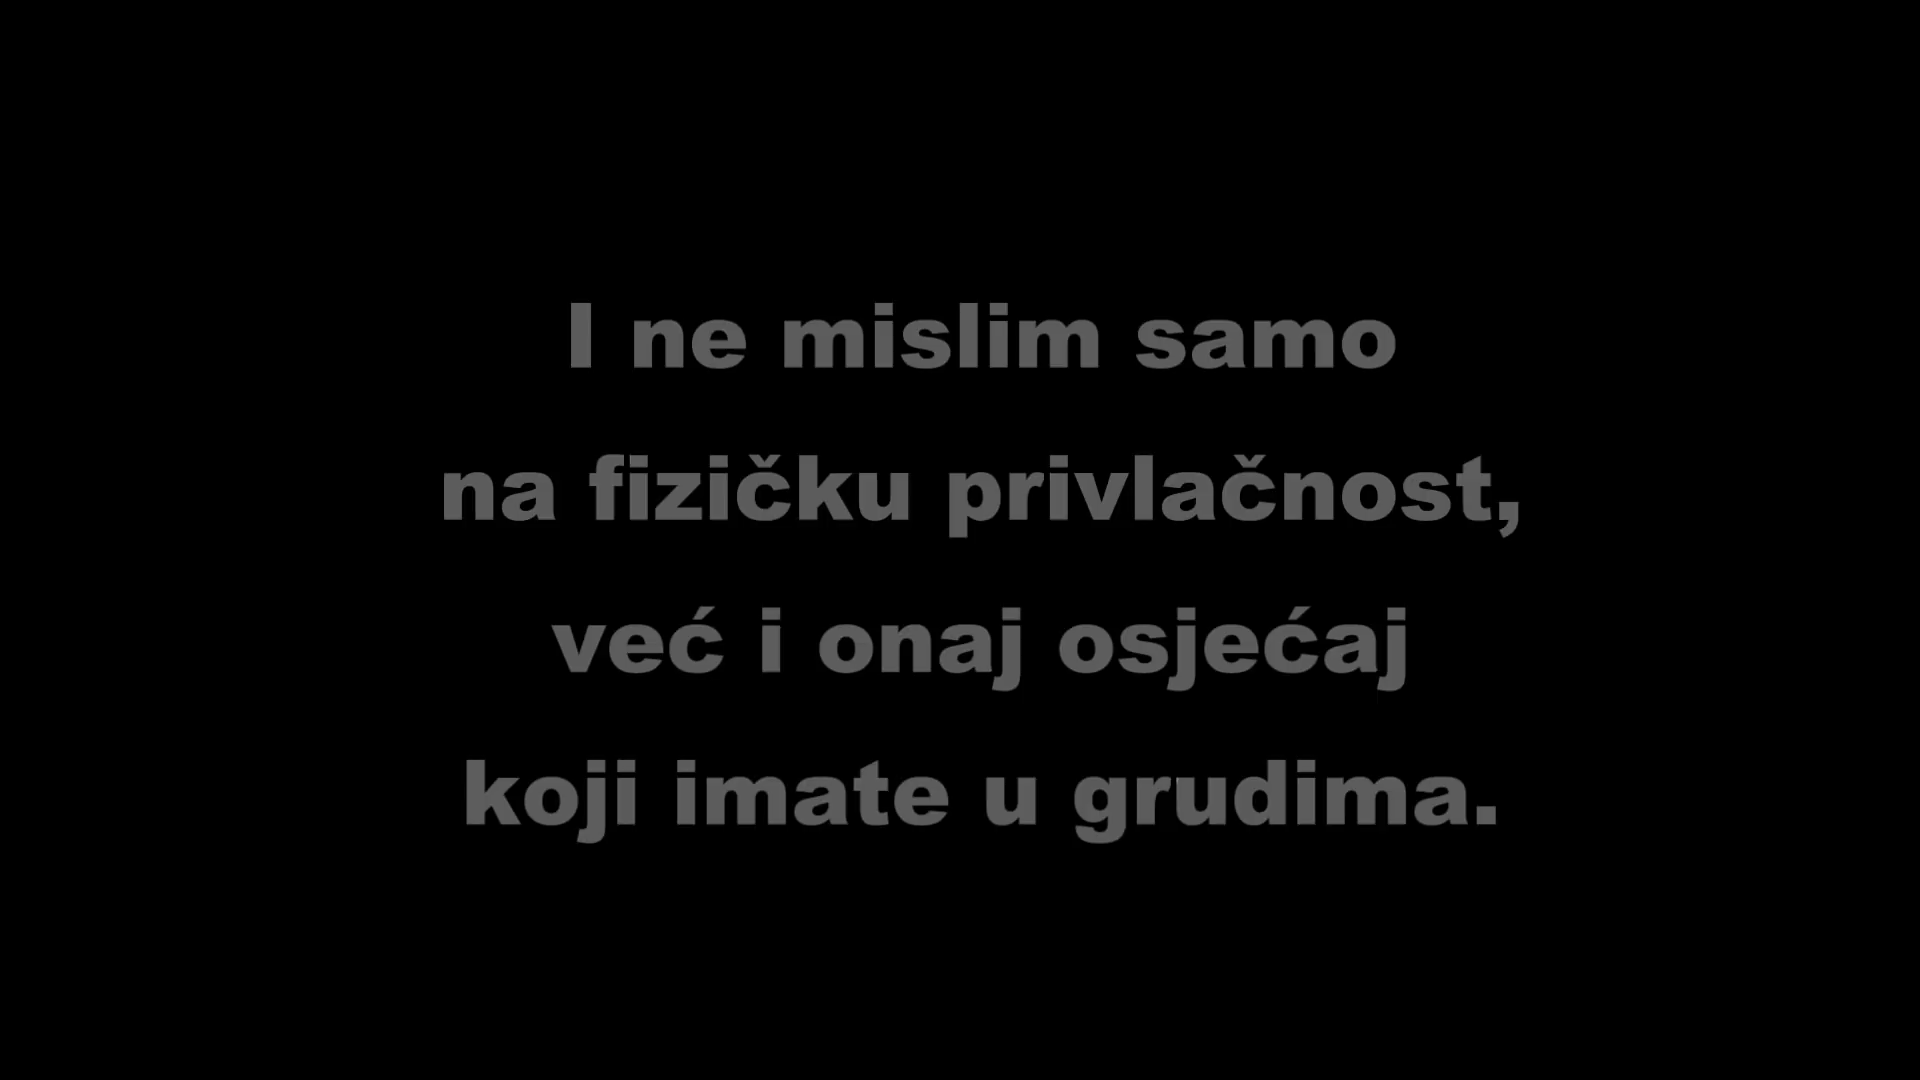 I ne mislim samo
na fizičku privlačnost,
već i onaj osjećaj
koji imate u grudima.